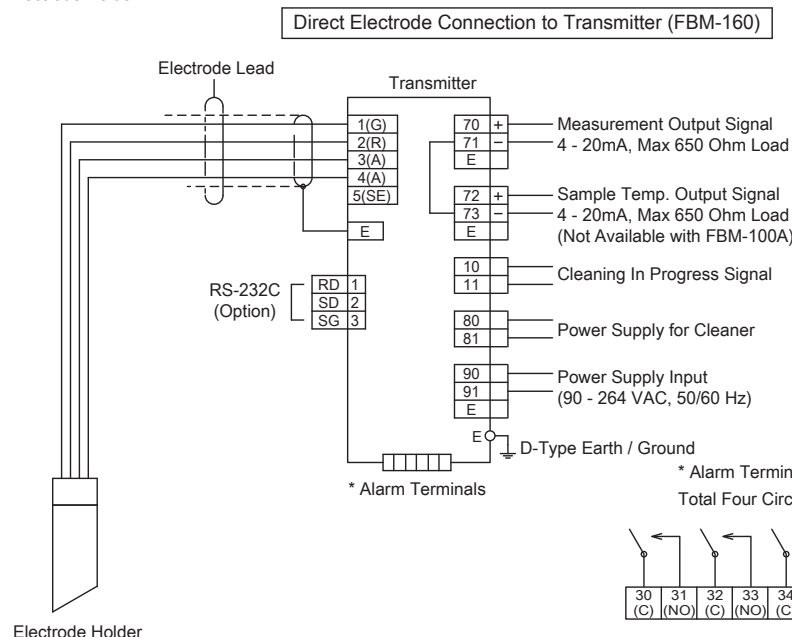 Direct Electrode Connection to Transmitter (FBM-160)
Electrode Lead
Transmitter
1(G)
2(R)
3(A)
4(A)
5(SE)
E
RS-232C
(Option)
RD 1
SD 2
SG 3
70 +
71 −
E
Measurement Output Signal
4 - 20mA, Max 650 Ohm Load
72 +
73 −
E
Sample Temp. Output Signal
4 - 20mA, Max 650 Ohm Load
(Not Available with FBM-100A)
10
11
Cleaning In Progress Signal
80
81
Power Supply for Cleaner
90
91
E
Power Supply Input
(90 - 264 VAC, 50/60 Hz)
E
D-Type Earth / Ground
* Alarm Terminals
* Alarm Termin
Total Four Circ
30 31 32 33 34
(C) (NO) (C) (NO) (C
Electrode Holder